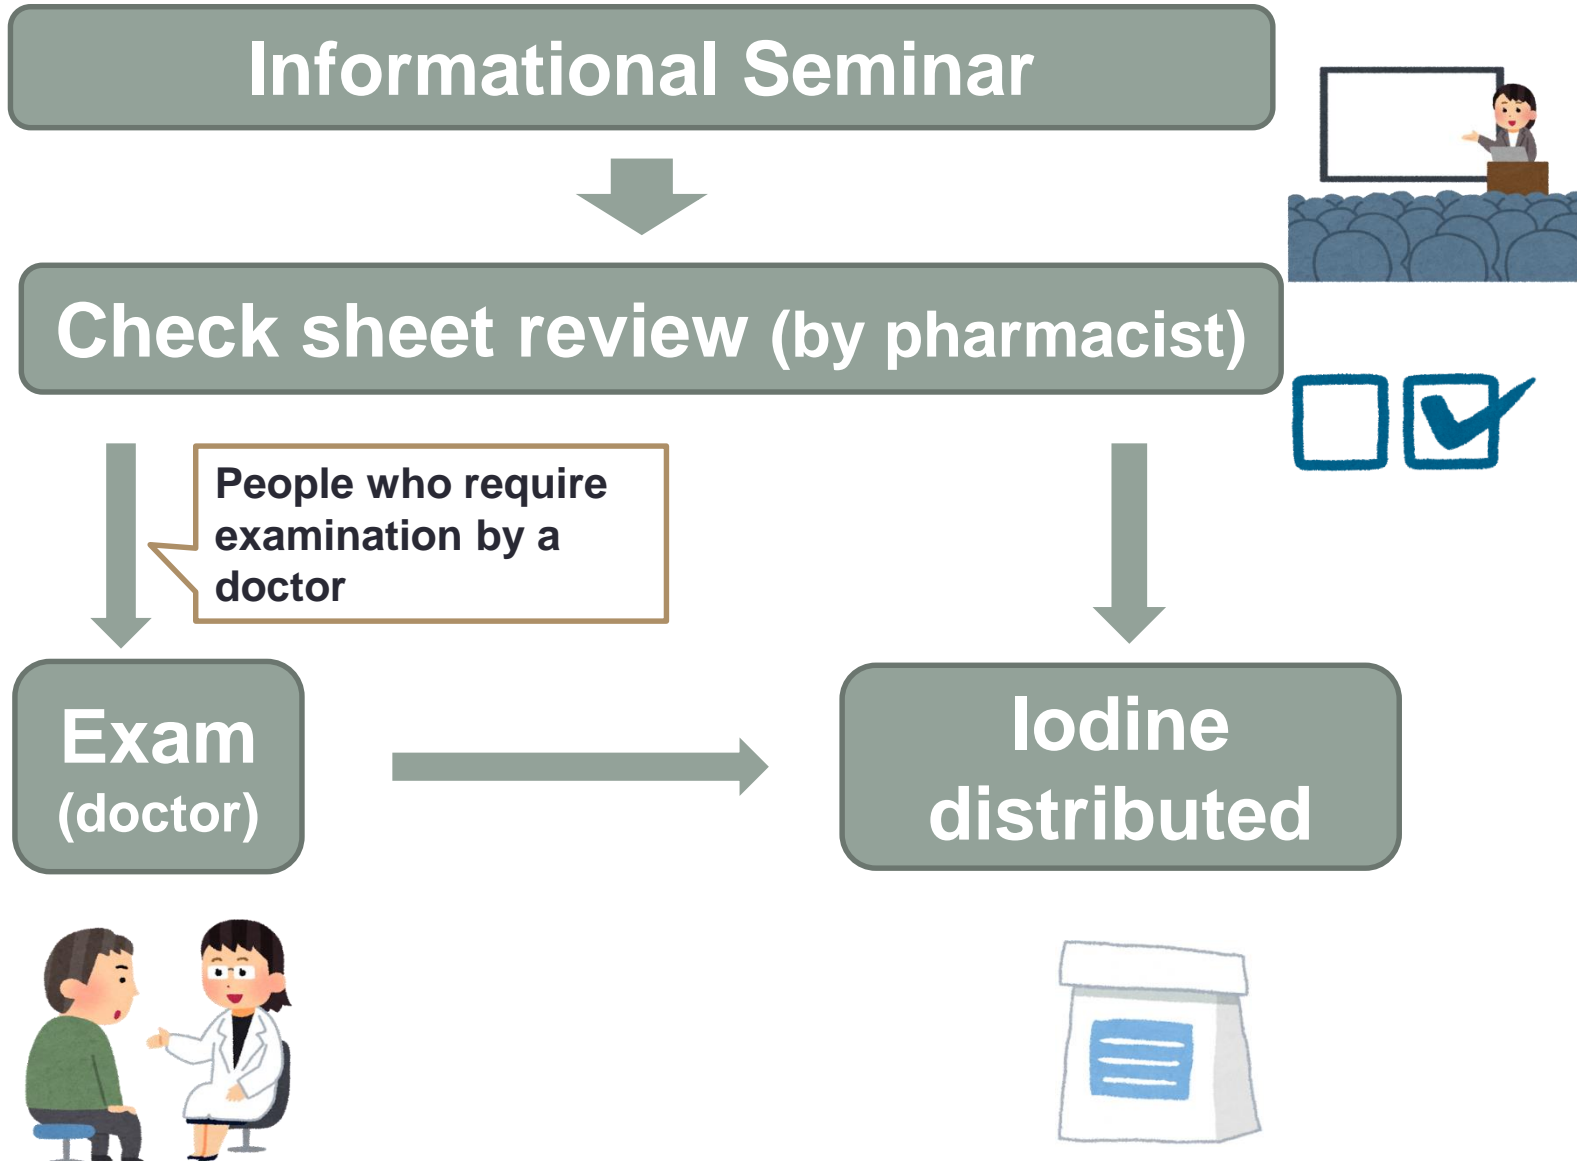 Informational Seminar
Check sheet review (by pharmacist)
People who require
examination by a
doctor
Exam
(doctor)
Iodine
distributed